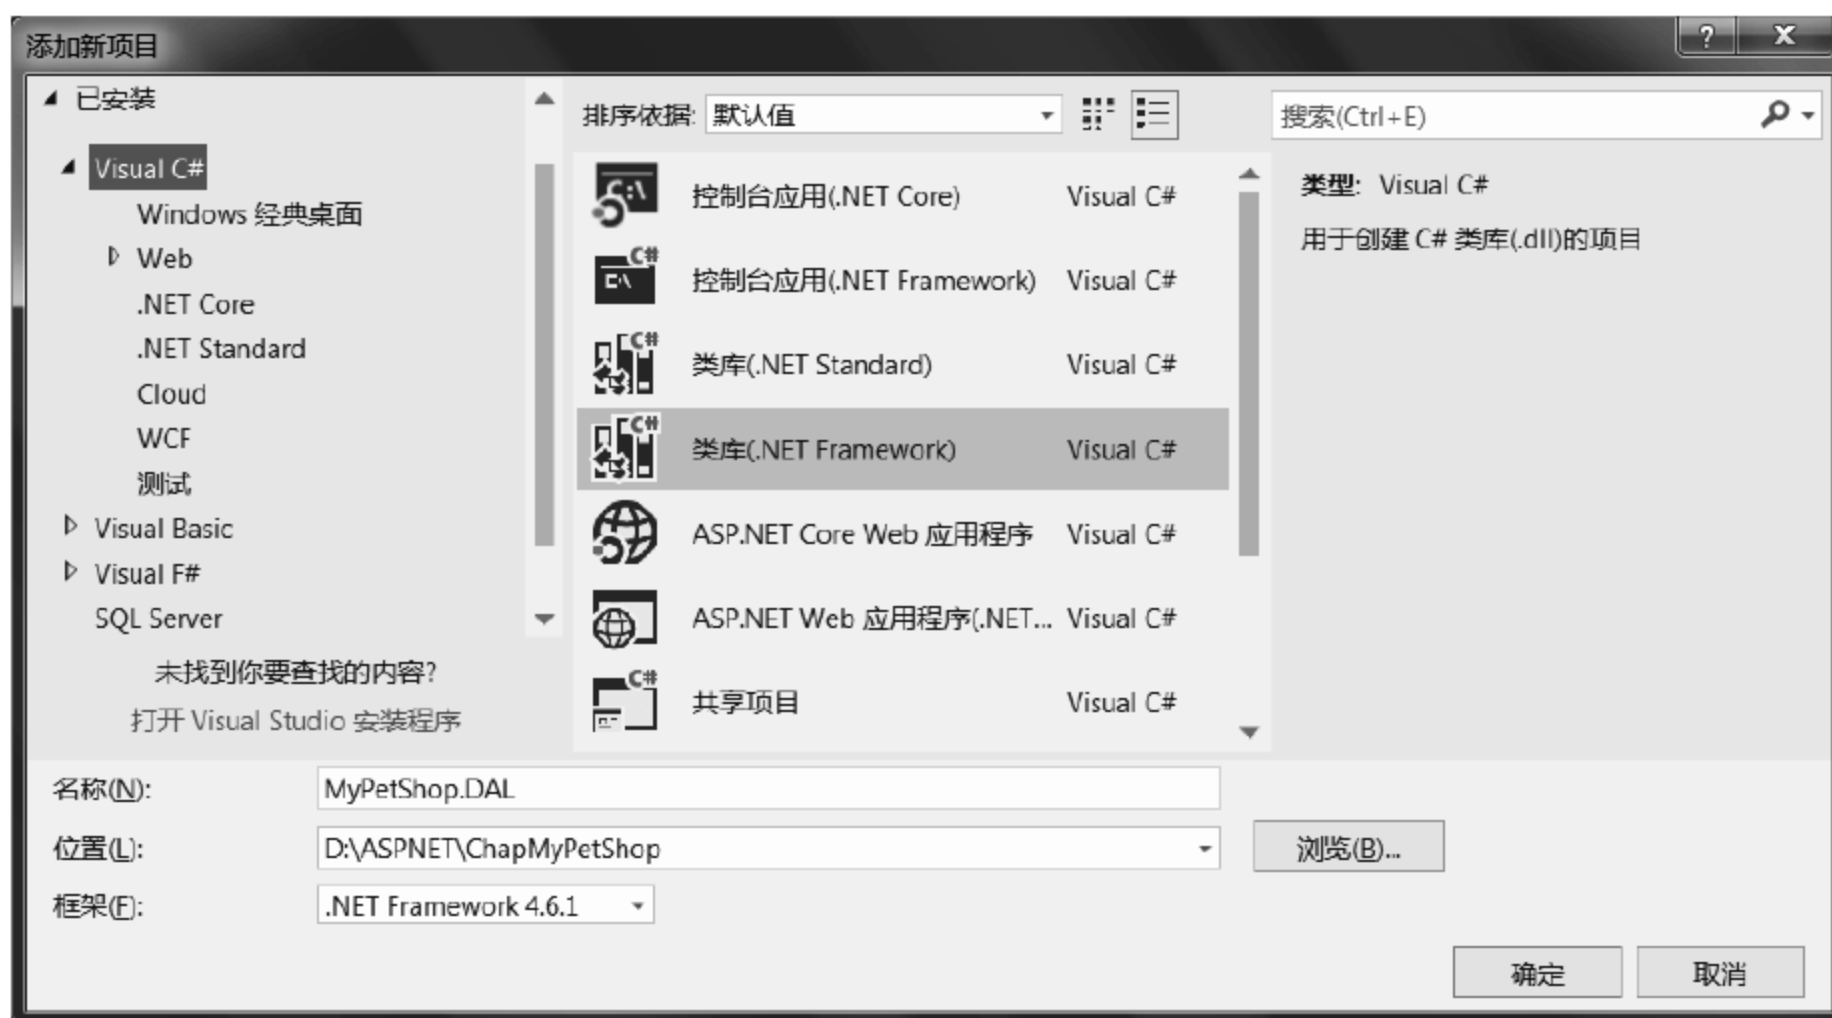 添加新项目
已安装
Visual C#
Windows 经典桌面
Web
.NET Core
.NET Standard
Cloud
WCF
测试
Visual Basic
Visual F#
SQL Server
未找到你要查找的内容?
打开 Visual Studio 安装程序
排序依据: 默认值
控制台应用(.NET Core) Visual C#
控制台应用(.NET Framework) Visual C#
类库(.NET Standard) Visual C#
类库(.NET Framework) Visual C#
ASP.NET Core Web 应用程序 Visual C#
ASP.NET Web 应用程序(.NET... Visual C#
共享项目 Visual C#
搜索(Ctrl+E)
类型: Visual C#
用于创建 C# 类库(.dll)的项目
名称(N): MyPetShop.DAL
位置(L): D:\ASPNET\ChapMyPetShop 浏览(B)...
框架(F): .NET Framework 4.6.1
确定 取消